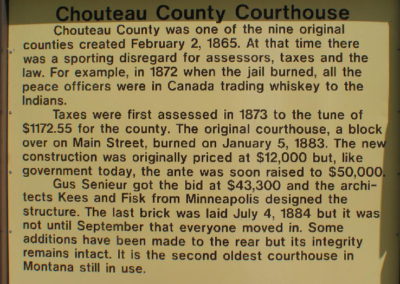 Chouteau County Courthouse
Chouteau County was one of the nine original
counties created February 2, 1865. At that time there
was a sporting disregard for assessors, taxes and the
law. For example, in 1872 when the jail burned, all the
peace officers were in Canada trading whiskey to the
Indians.
Taxes were first assessed in 1873 to the tune of
$1172.55 for the county. The original courthouse, a block
over on Main Street, burned on January 5, 1883. The new
construction was originally priced at $12,000 but, like
government today, the ante was soon raised to $50,000.
Gus Senieur got the bid at $43,300 and the archi-
tects Kees and Fisk from Minneapolis designed the
structure. The last brick was laid July 4, 1884 but it was
not until September that everyone moved in. Some
additions have been made to the rear but its integrity
remains intact. It is the second oldest courthouse in
Montana still in use.